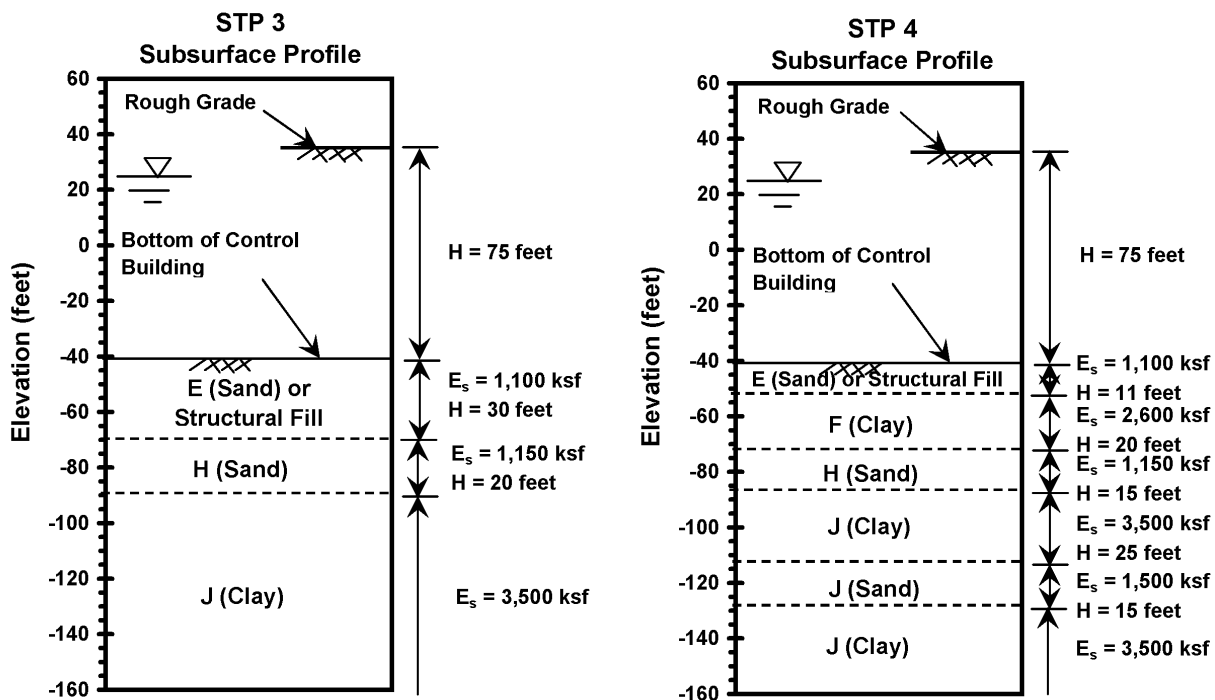 STP 3
Subsurface Profile
Elevation (feet)
60
40
20
0
-20
-40
-60
-80
-100
-120
-140
-160
Rough Grade
Bottom of Control
Building
E (Sand) or
Structural Fill
H (Sand)
J (Clay)
H = 75 feet
Es = 1,100 ksf
H = 30 feet
Es = 1,150 ksf
H = 20 feet
Es = 3,500 ksf
STP 4
Subsurface Profile
Elevation (feet)
60
40
20
0
-20
-40
-60
-80
-100
-120
-140
-160
Rough Grade
Bottom of Control
Building
E (Sand) or Structural Fill
F (Clay)
H (Sand)
J (Clay)
J (Sand)
J (Clay)
H = 75 feet
Es = 1,100 ksf
H = 11 feet
Es = 2,600 ksf
H = 20 feet
Es = 1,150 ksf
H = 15 feet
Es = 3,500 ksf
H = 25 feet
Es = 1,500 ksf
H = 15 feet
Es = 3,500 ksf